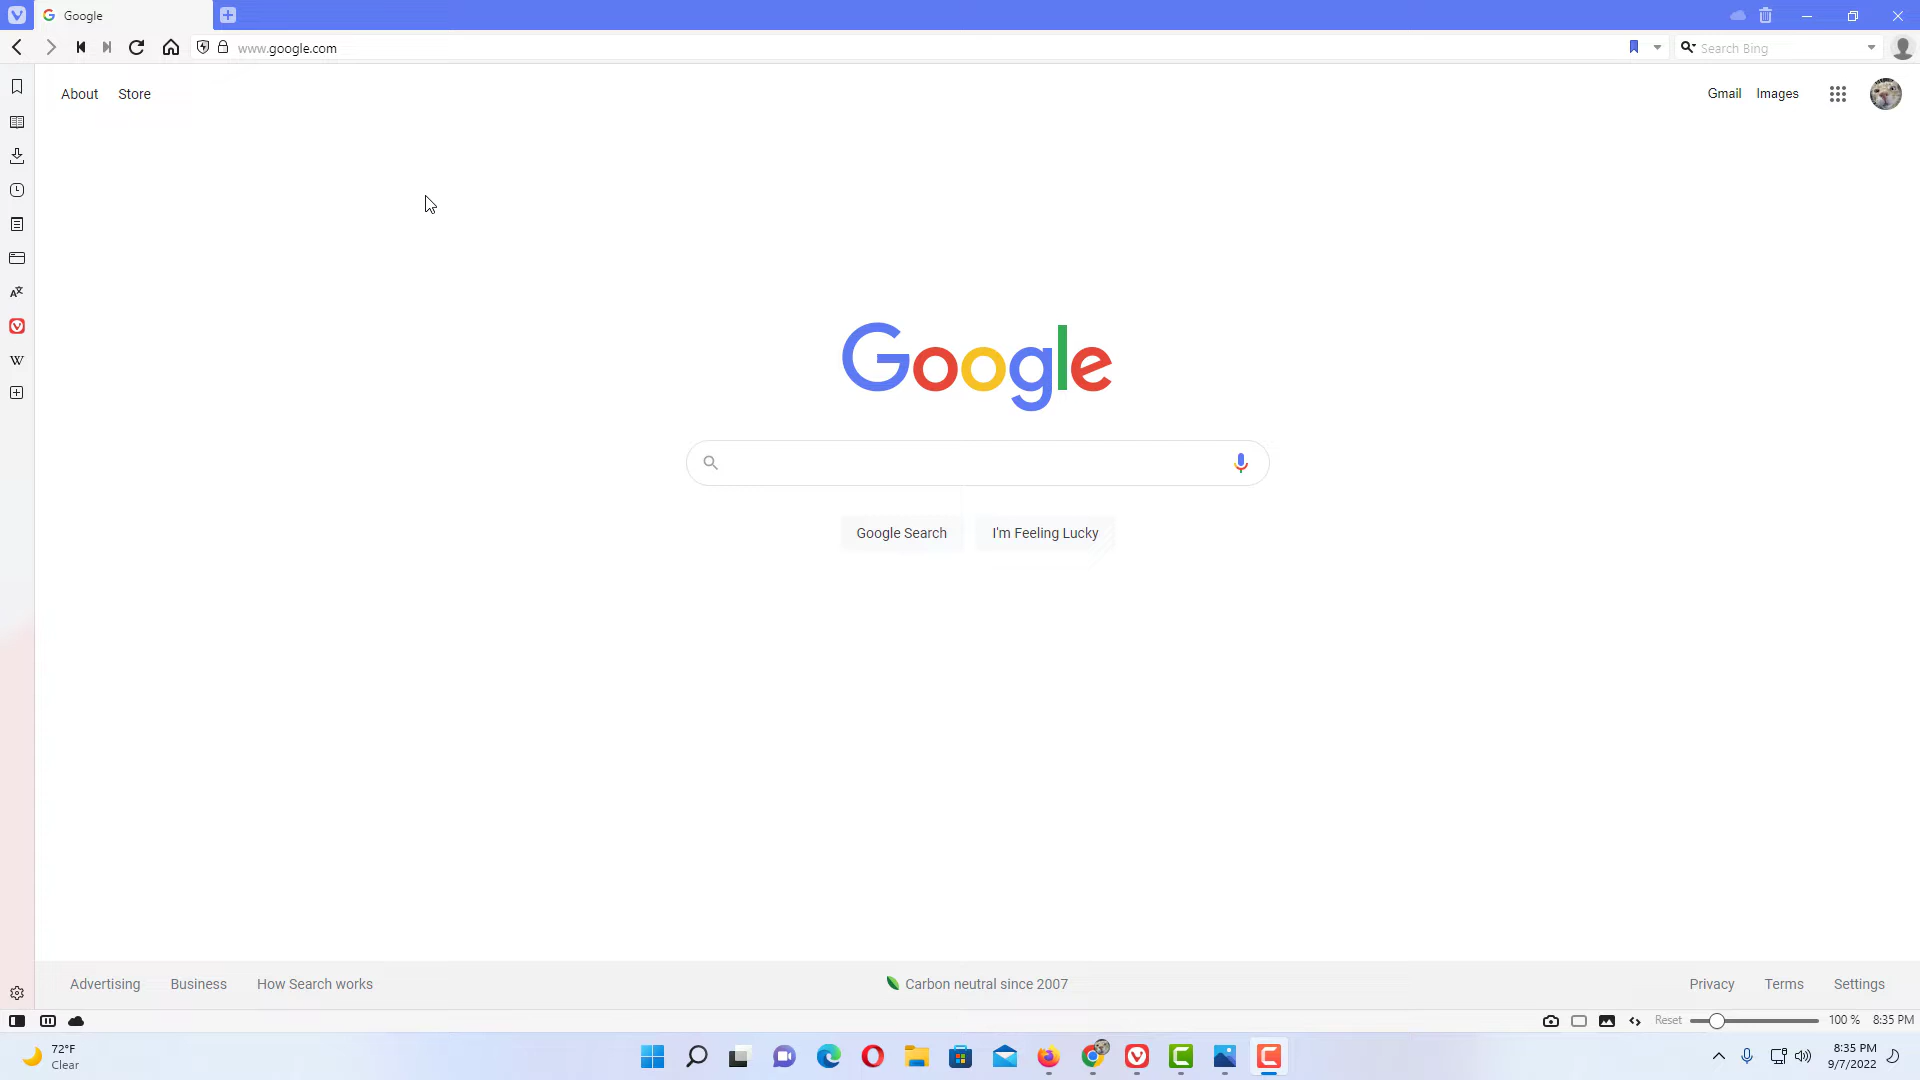 Google
www.google.com
Search Bing
About
Store
Gmail
Images
Google
Google Search
I'm Feeling Lucky
Advertising
Business
How Search works
Carbon neutral since 2007
Privacy
Terms
Settings
Reset
100 %
8:35 PM
72°F
Clear
8:35 PM
9/7/2022